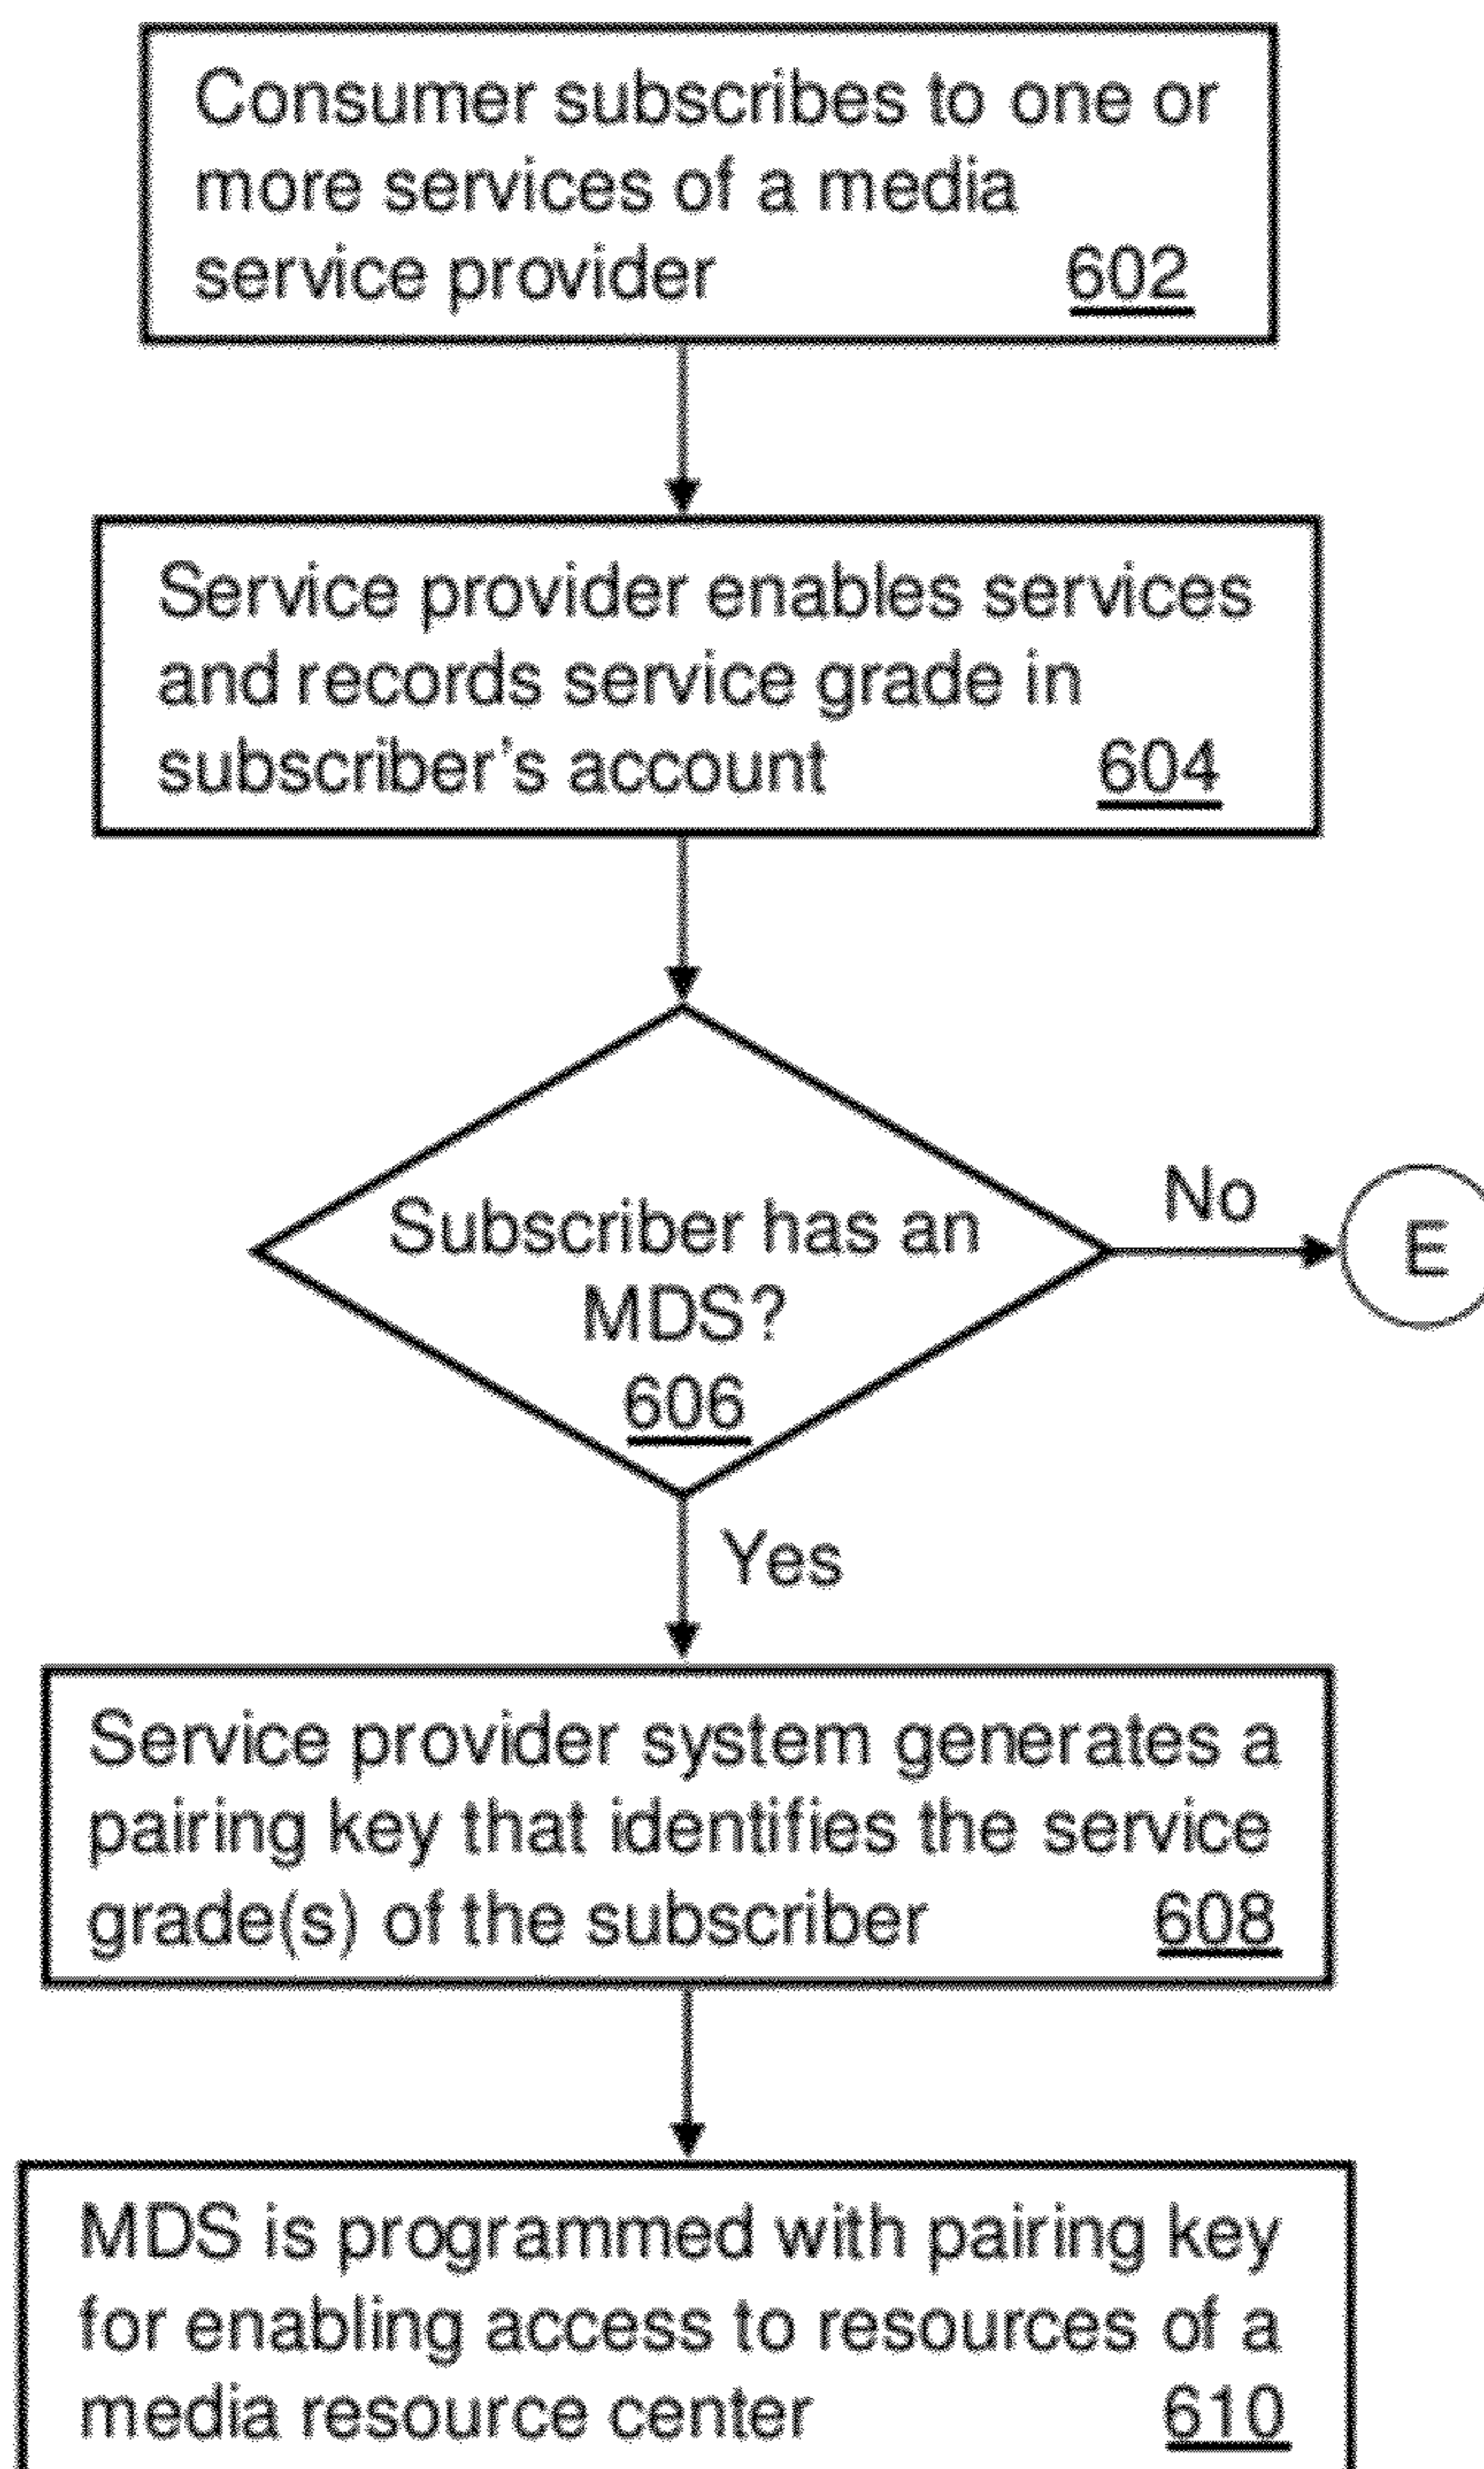 Consumer subscribes to one or
more services of a media
service provider 602
Service provider enables services
and records service grade in
subscriber's account 604
Subscriber has an
MDS?
606
No
E
Yes
Service provider system generates a
pairing key that identifies the service
grade(s) of the subscriber 608
MDS is programmed with pairing key
for enabling access to resources of a
media resource center 610